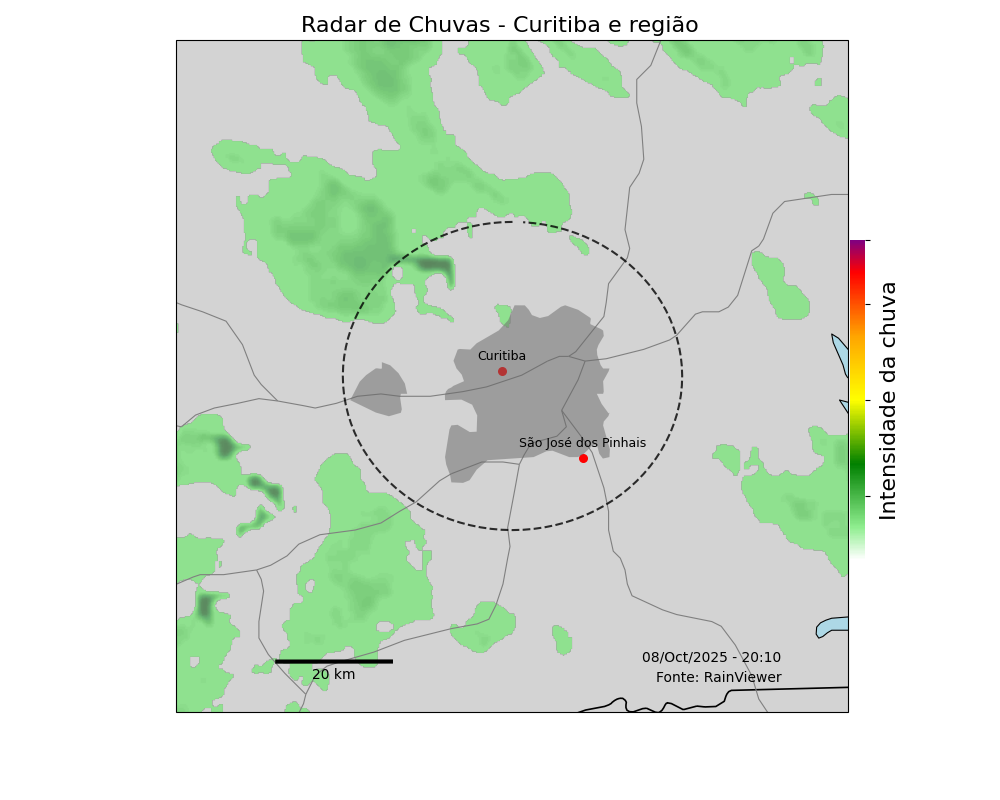 Radar de Chuvas - Curitiba e região
Curitiba
São José dos Pinhais
Intensidade da chuva
08/Oct/2025 - 20:10
Fonte: RainViewer
20 km